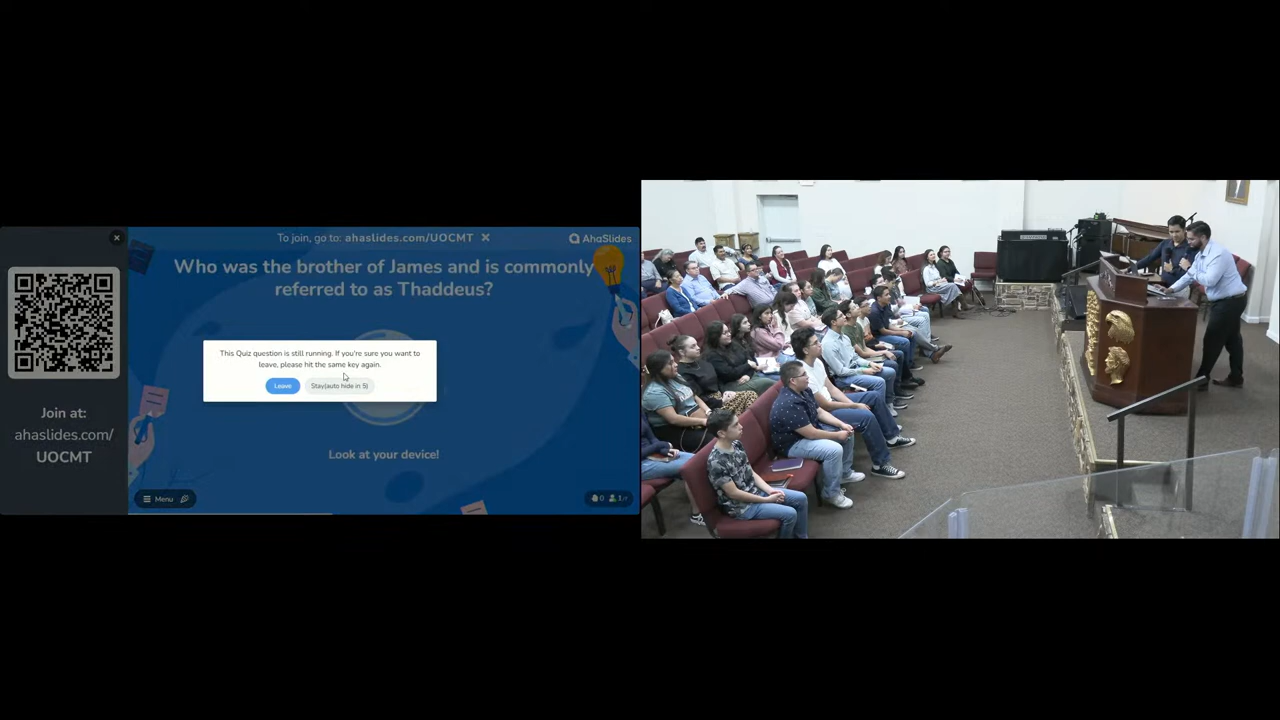 To join, go to: ahaslides.com/UOCMT
AhaSlides
Who was the brother of James and is commonly
referred to as Thaddeus?
This Quiz question is still running. If you're sure you want to
leave, please hit the same key again.
Leave
Stay(auto hide in 5)
Look at your device!
Join at:
ahaslides.com/
UOCMT
Menu
0